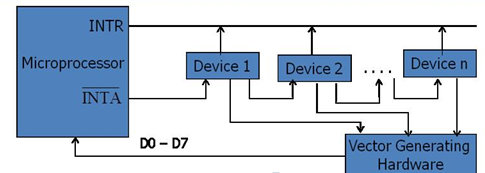 INTR
Microprocessor
INTA
Device 1
Device 2
....
Device n
D0 – D7
Vector Generating
Hardware